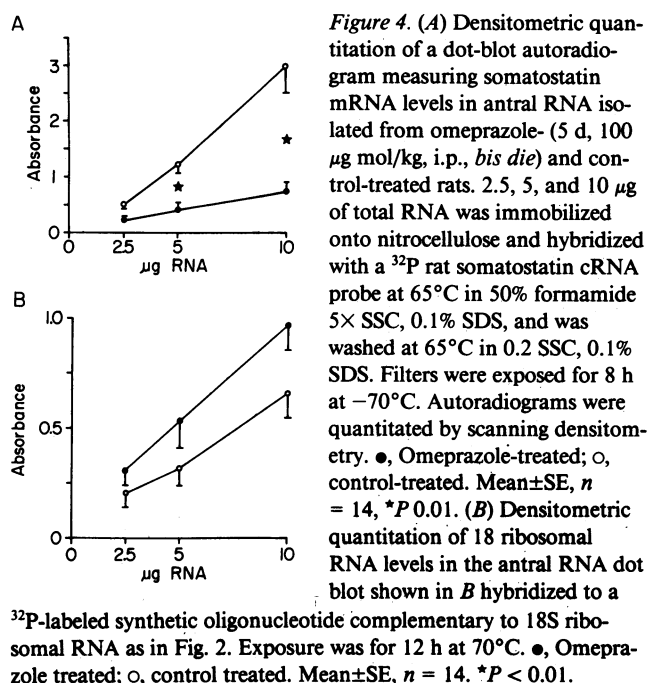 A
3
2
1
0
Absorbance
0
2.5
5
10
μg RNA
B
1.0
0.5
0
Absorbance
0
2.5
5
10
μg RNA
Figure 4. (A) Densitometric quan-
titation of a dot-blot autoradio-
gram measuring somatostatin
mRNA levels in antral RNA iso-
lated from omeprazole- (5 d, 100
μg mol/kg, i.p., bis die) and con-
trol-treated rats. 2.5, 5, and 10 μg
of total RNA was immobilized
onto nitrocellulose and hybridized
with a ³²P rat somatostatin cRNA
probe at 65°C in 50% formamide
5× SSC, 0.1% SDS, and was
washed at 65°C in 0.2 SSC, 0.1%
SDS. Filters were exposed for 8 h
at −70°C. Autoradiograms were
quantitated by scanning densitom-
etry. ●, Omeprazole-treated; ○,
control-treated. Mean±SE, n
= 14, *P 0.01. (B) Densitometric
quantitation of 18 ribosomal
RNA levels in the antral RNA dot
blot shown in B hybridized to a
³²P-labeled synthetic oligonucleotide complementary to 18S ribo-
somal RNA as in Fig. 2. Exposure was for 12 h at 70°C. ●, Omepra-
zole treated; ○, control treated. Mean±SE, n = 14. *P < 0.01.